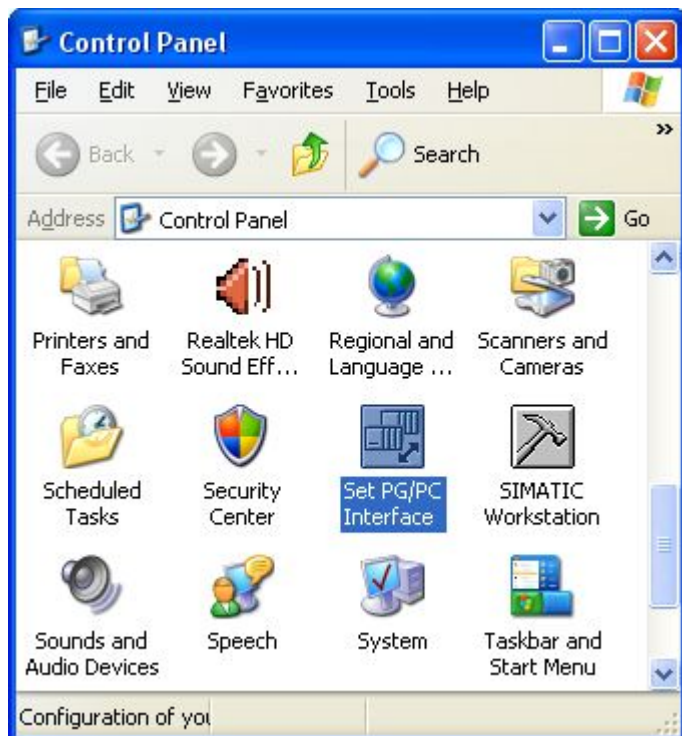 Control Panel
File Edit View Favorites Tools Help
Back Search
Address Control Panel Go
Printers and Faxes
Realtek HD Sound Eff...
Regional and Language ...
Scanners and Cameras
Scheduled Tasks
Security Center
Set PG/PC Interface
SIMATIC Workstation
Sounds and Audio Devices
Speech
System
Taskbar and Start Menu
Configuration of you